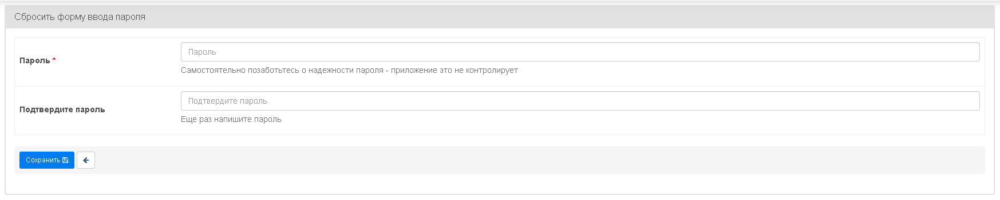 Сбросить форму ввода пароля
Пароль *
Пароль
Самостоятельно позаботьтесь о надежности пароля - приложение это не контролирует
Подтвердите пароль
Подтвердите пароль
Еще раз напишите пароль
Сохранить